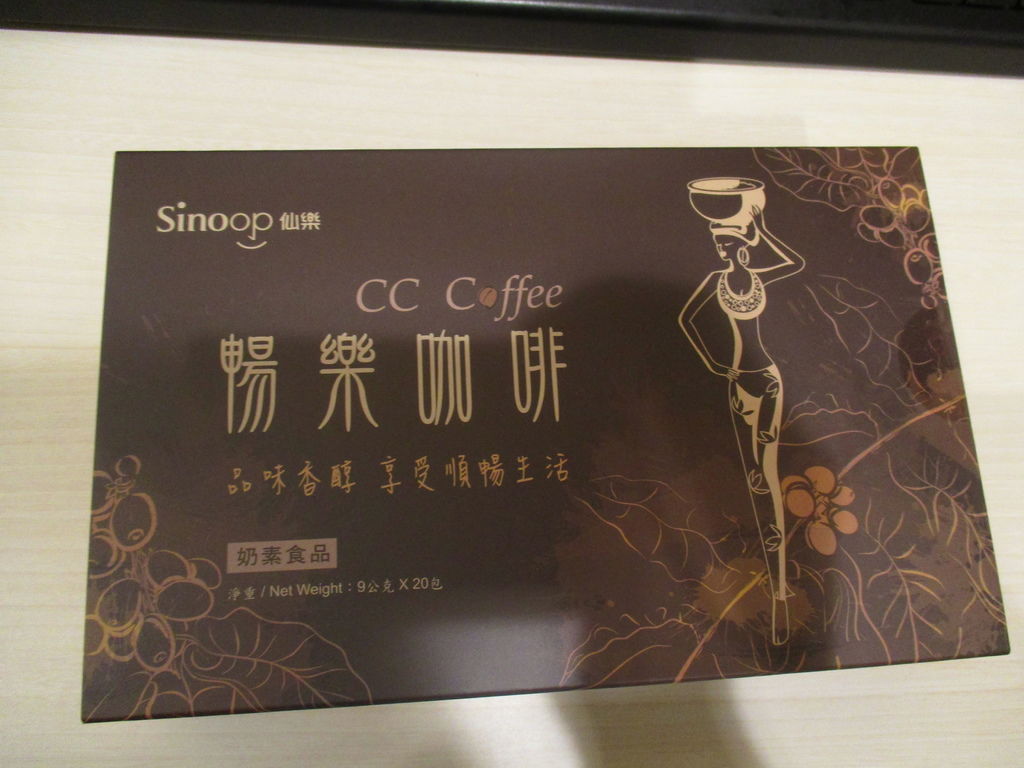 Sinoop 仙樂
CC Coffee
暢樂咖啡
品味香醇 享受順暢生活
奶素食品
淨重 / Net Weight：9公克 X 20包